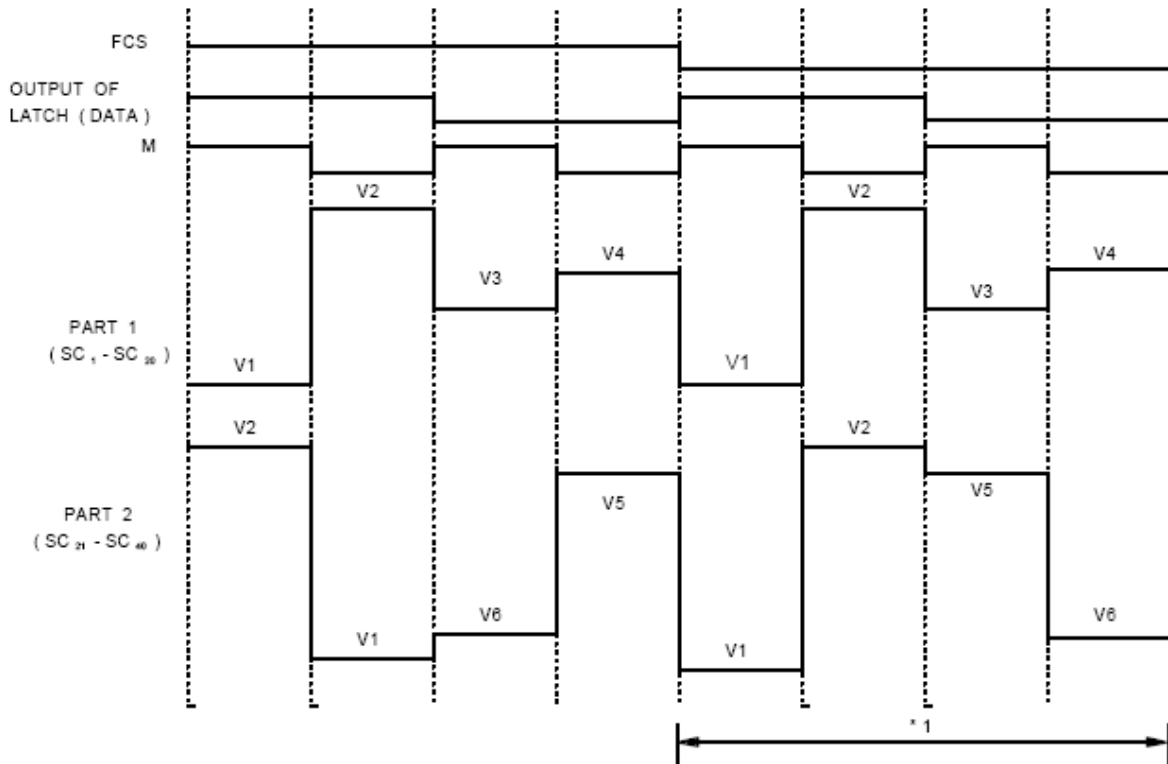 FCS
OUTPUT OF
LATCH ( DATA )
M
V2 V2
V4 V4
V3 V3
PART 1
( SC 1 - SC 20 )
V1 V1
V2 V2
PART 2
( SC 21 - SC 40 )
V5 V5
V6 V6
V1 V1
* 1